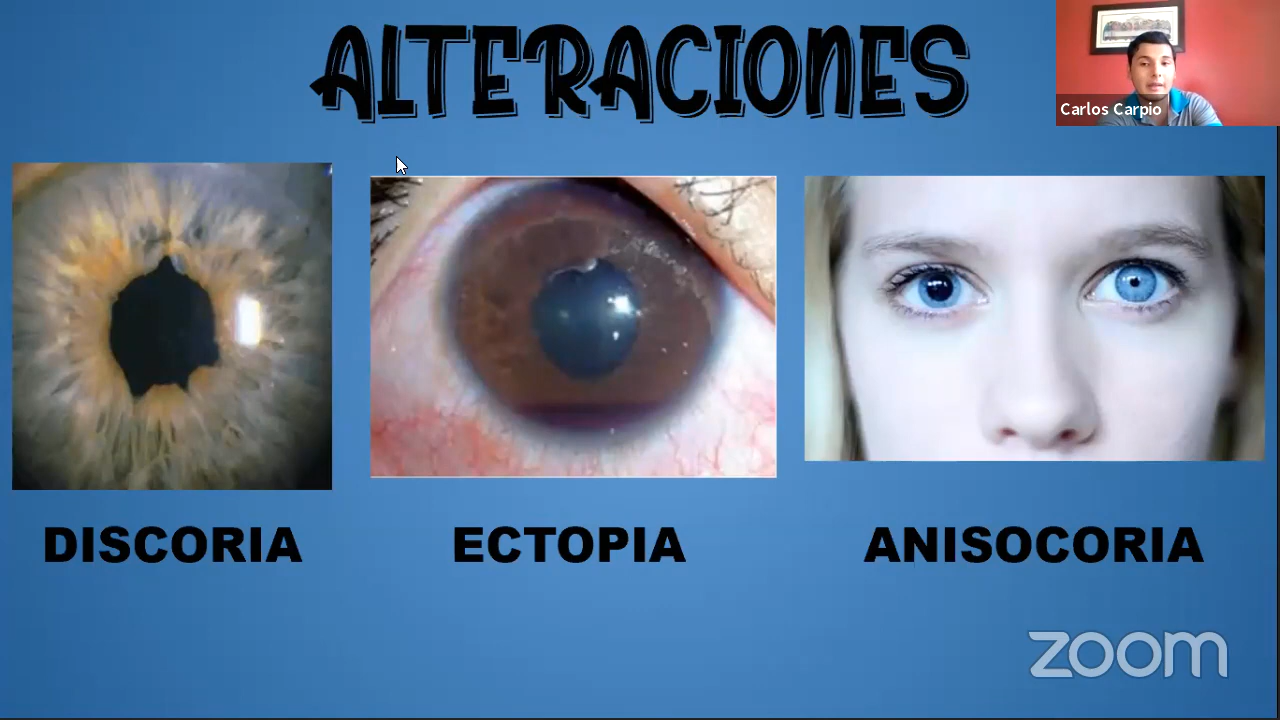 ALTERACIONES
Carlos Carpio
DISCORIA
ECTOPIA
ANISOCORIA
zoom